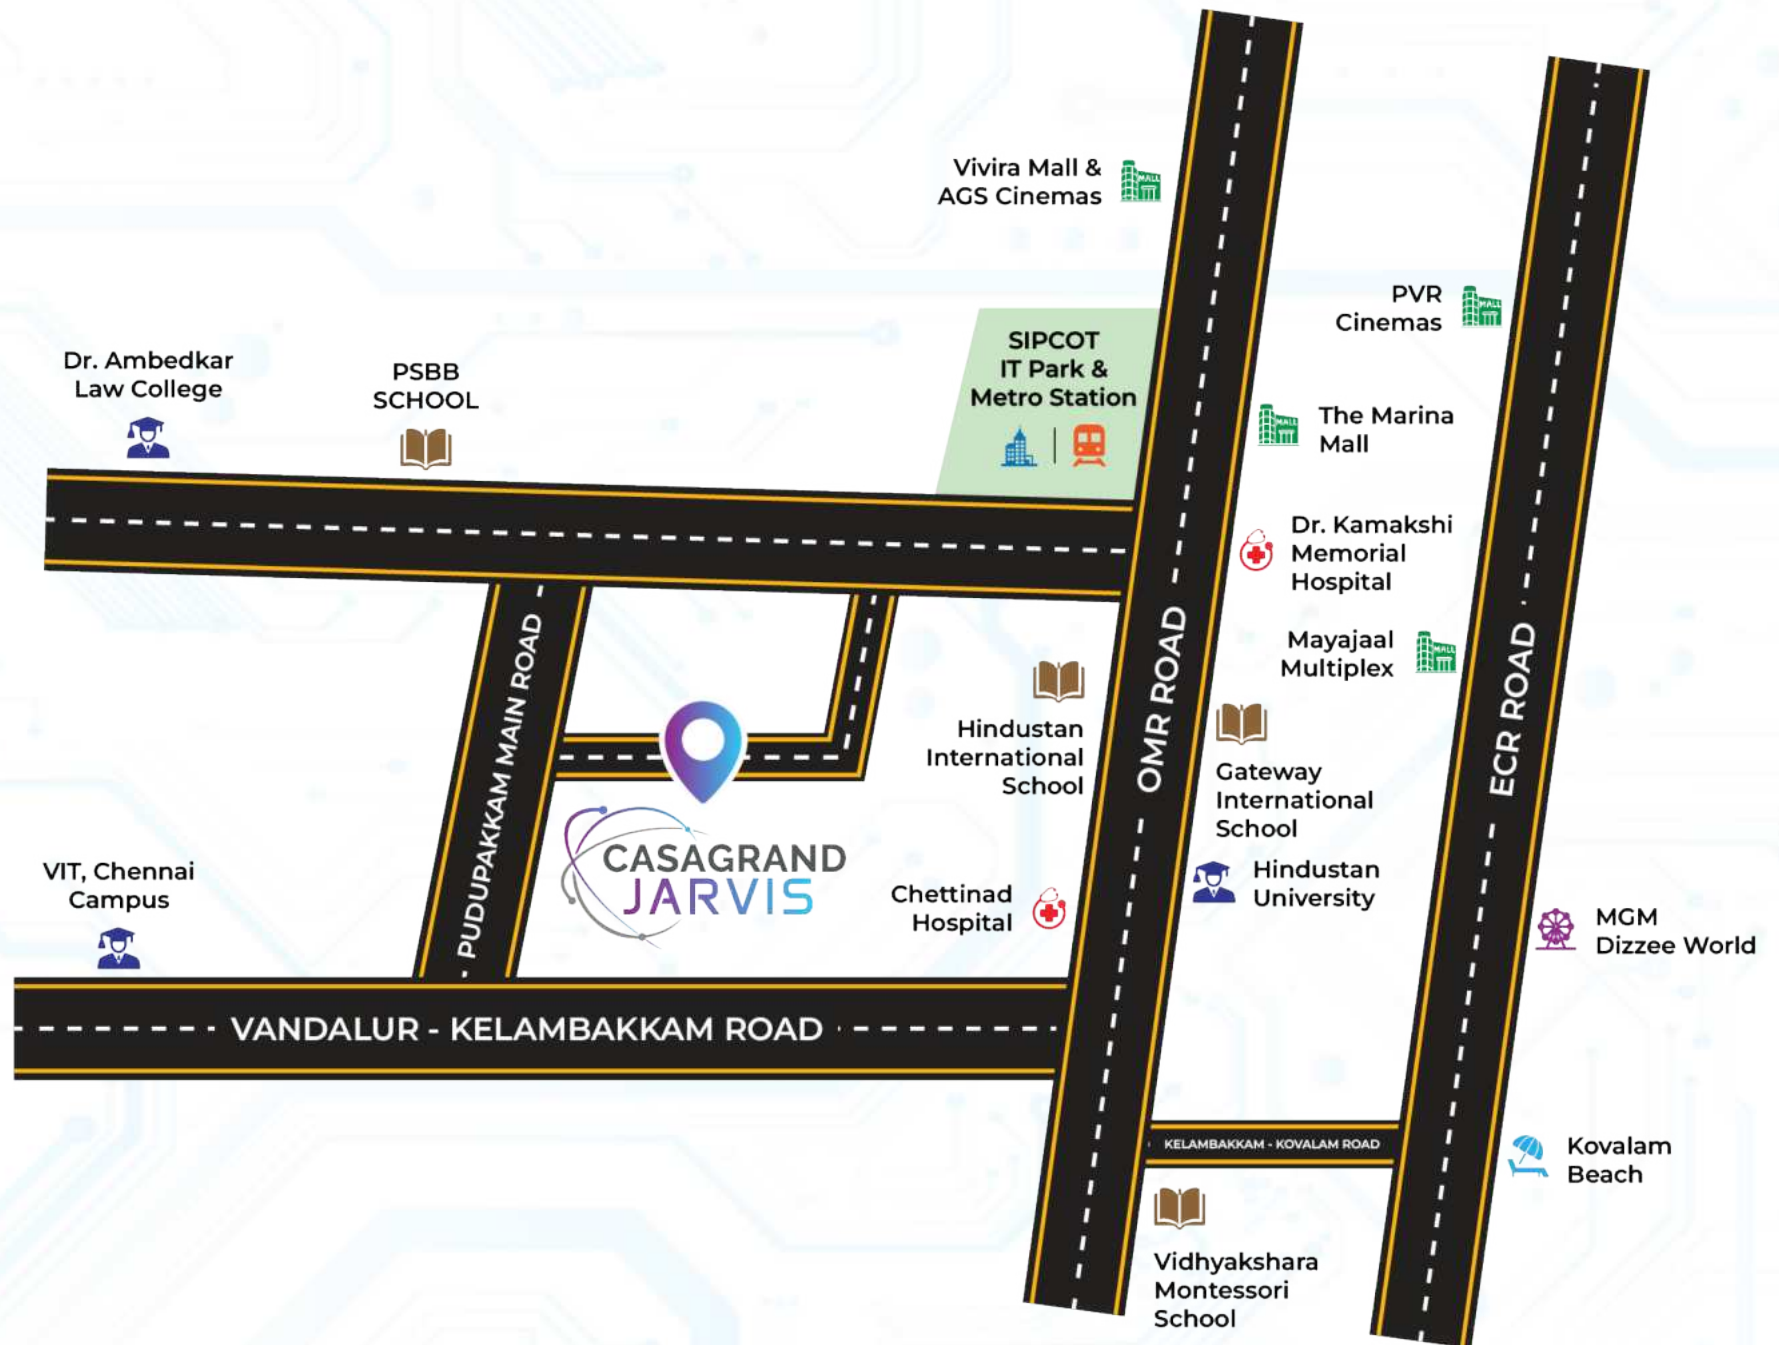 Vivira Mall &
AGS Cinemas
MALL
PVR
Cinemas
MALL
SIPCOT
IT Park &
Metro Station
Dr. Ambedkar
Law College
PSBB
SCHOOL
MALL
The Marina
Mall
Dr. Kamakshi
Memorial
Hospital
Mayajaal
Multiplex
MALL
PUDUPAKKAM MAIN ROAD
OMR ROAD
ECR ROAD
Hindustan
International
School
Gateway
International
School
CASAGRAND
JARVIS
VIT, Chennai
Campus
Chettinad
Hospital
Hindustan
University
MGM
Dizzee World
VANDALUR - KELAMBAKKAM ROAD
KELAMBAKKAM - KOVALAM ROAD
Kovalam
Beach
Vidhyakshara
Montessori
School